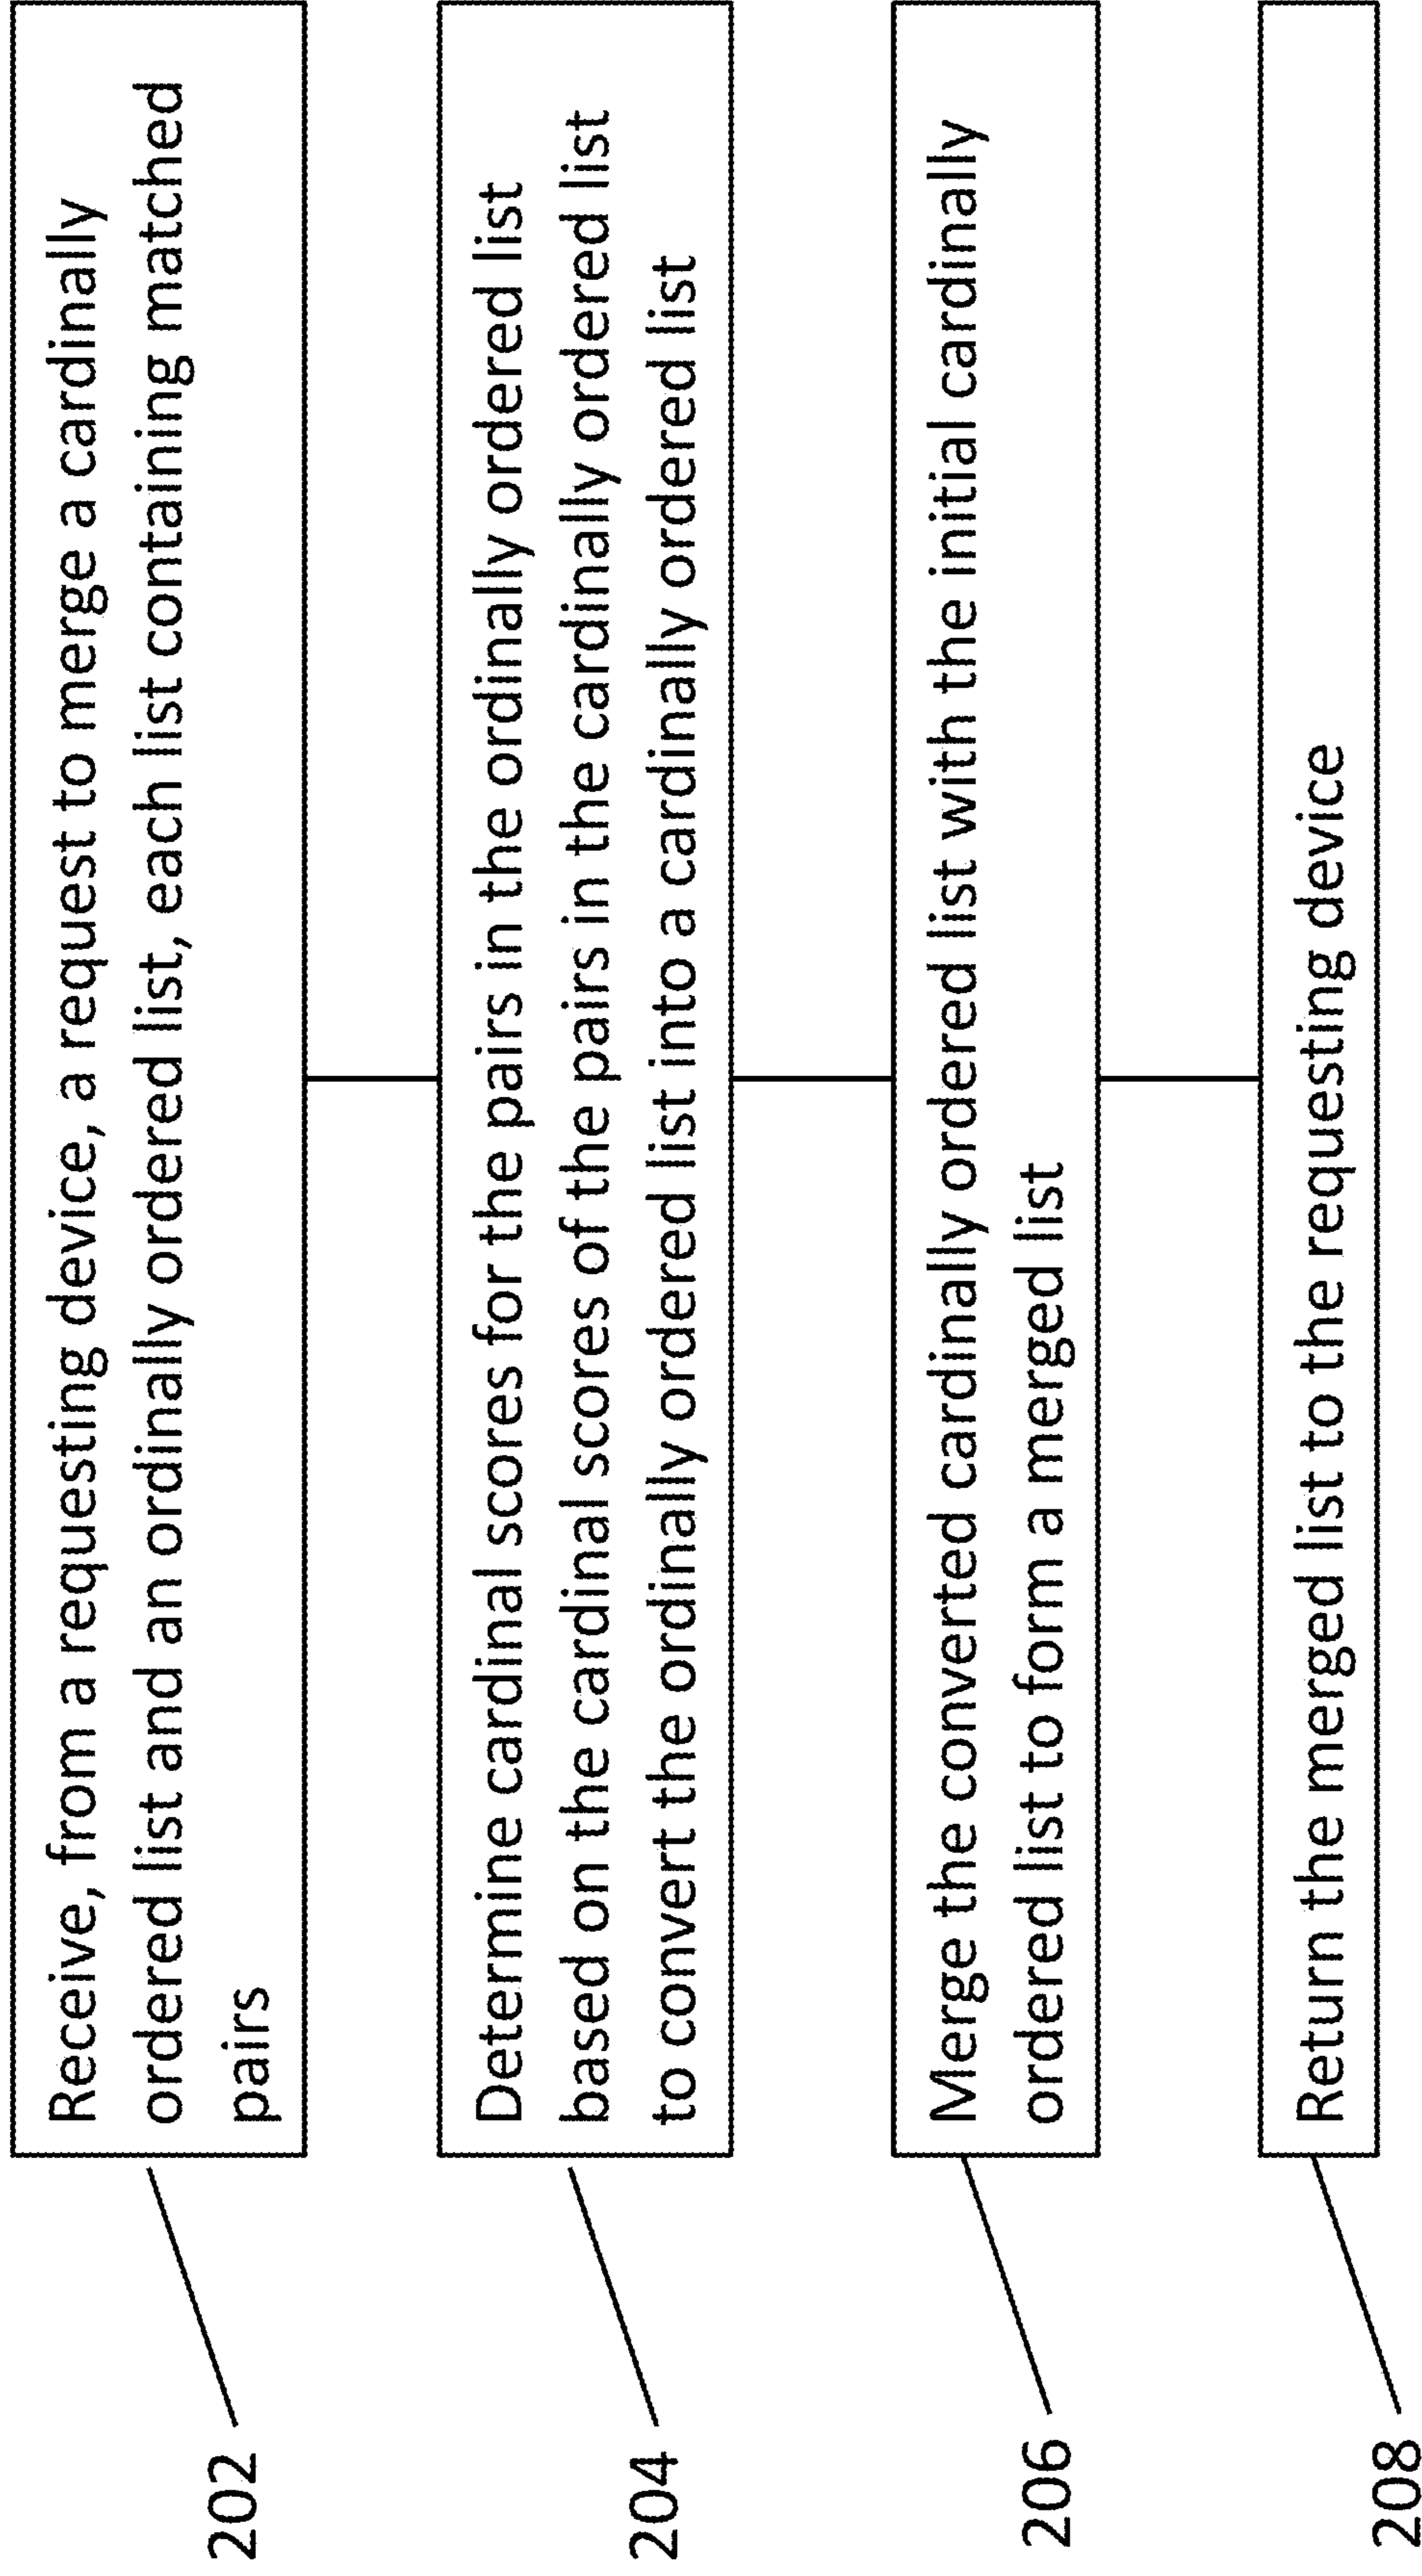 Receive, from a requesting device, a request to merge a cardinally
ordered list and an ordinally ordered list, each list containing matched
pairs
202
Determine cardinal scores for the pairs in the ordinally ordered list
based on the cardinal scores of the pairs in the cardinally ordered list
to convert the ordinally ordered list into a cardinally ordered list
204
Merge the converted cardinally ordered list with the initial cardinally
ordered list to form a merged list
206
Return the merged list to the requesting device
208